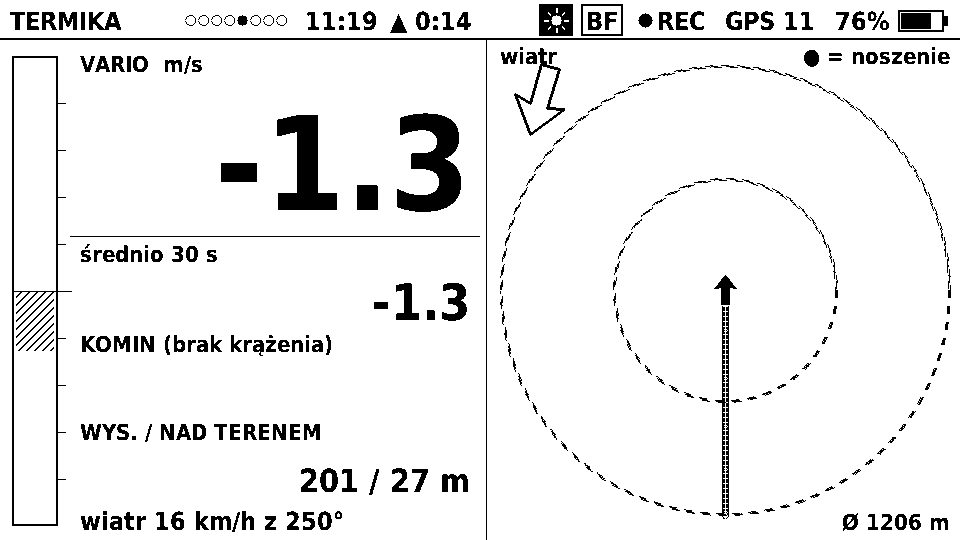 TERMIKA 11:19 ▲ 0:14 BF ●REC GPS 11 76%
VARIO m/s
-1.3
średnio 30 s
-1.3
KOMIN (brak krążenia)
WYS. / NAD TERENEM
201 / 27 m
wiatr 16 km/h z 250°
wiatr
● = noszenie
Ø 1206 m